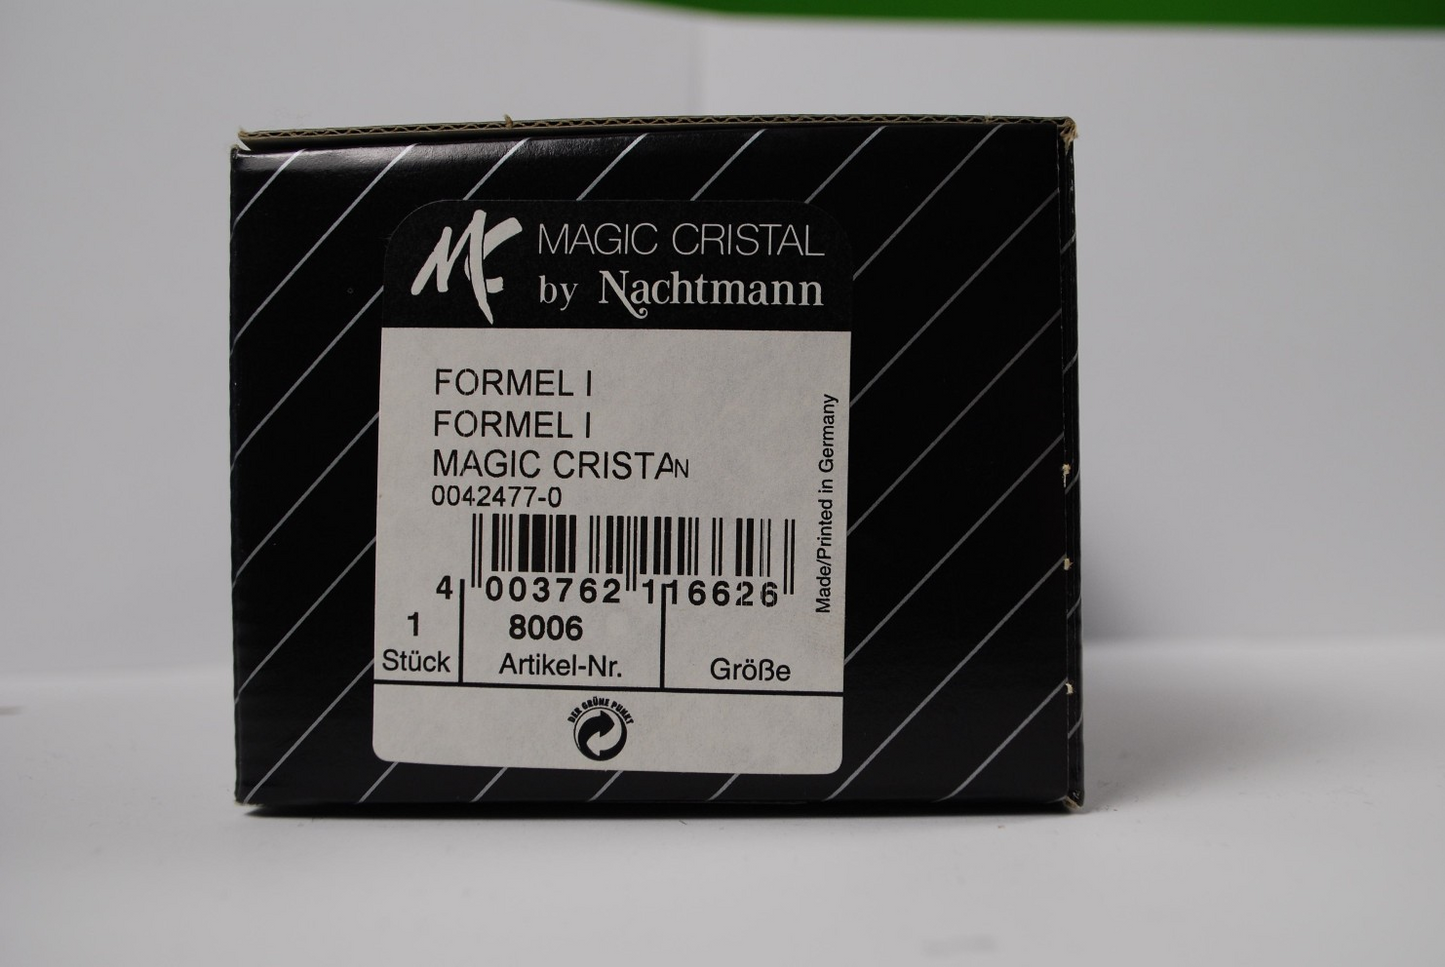 MC MAGIC CRISTAL
by Nachtmann
FORMEL I
FORMEL I
MAGIC CRISTAN
0042477-0
4 003762 116626
1 8006
Stück Artikel-Nr. Größe
Made/Printed in Germany
DER GRÜNE PUNKT